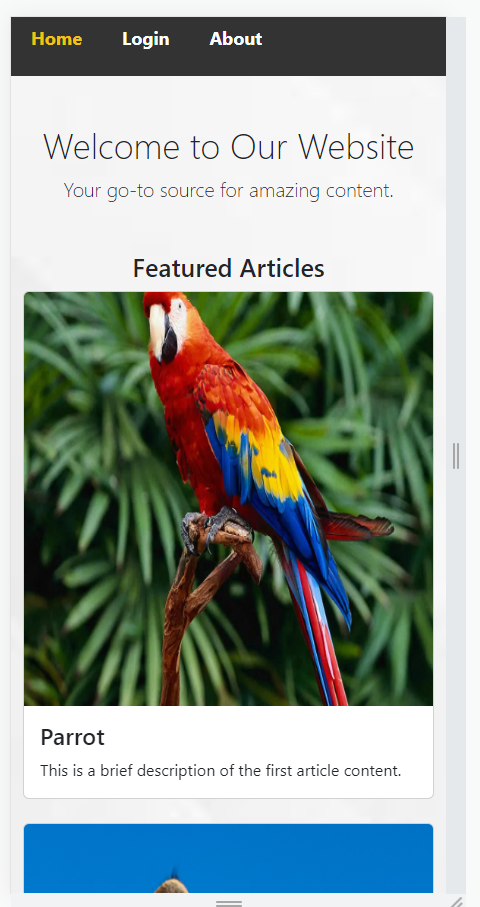 Home Login About
Welcome to Our Website
Your go-to source for amazing content.
Featured Articles
Parrot
This is a brief description of the first article content.